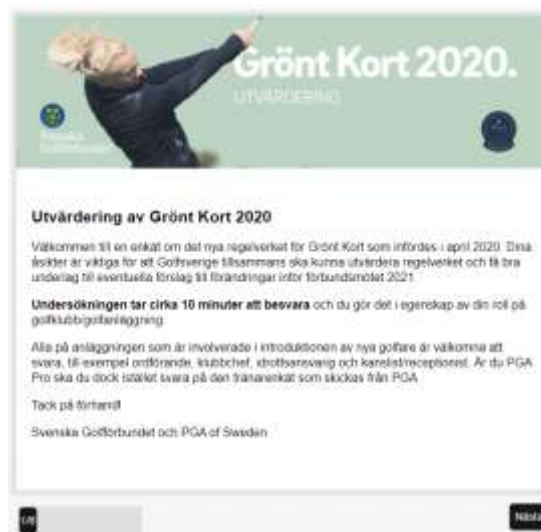 Grönt Kort 2020.
UTVÄRDERING
Svenska
Golfförbundet
Utvärdering av Grönt Kort 2020
Välkommen till en enkät om det nya regelverket för Grönt Kort som infördes i april 2020. Dina
åsikter är viktiga för att Golfsverige tillsammans ska kunna utvärdera regelverket och få bra
underlag till eventuella förslag till förändringar inför förbundsmötet 2021.
Undersökningen tar cirka 10 minuter att besvara och du gör det i egenskap av din roll på
golfklubb/golfanläggning.
Alla på anläggningen som är involverade i introduktionen av nya golfare är välkomna att
svara, till exempel ordförande, klubbchef, idrottsansvarig och kanslist/receptionist. Är du PGA
Pro ska du dock istället svara på den tränarenkät som skickas från PGA.
Tack på förhand!
Svenska Golfförbundet och PGA of Sweden
Nästa